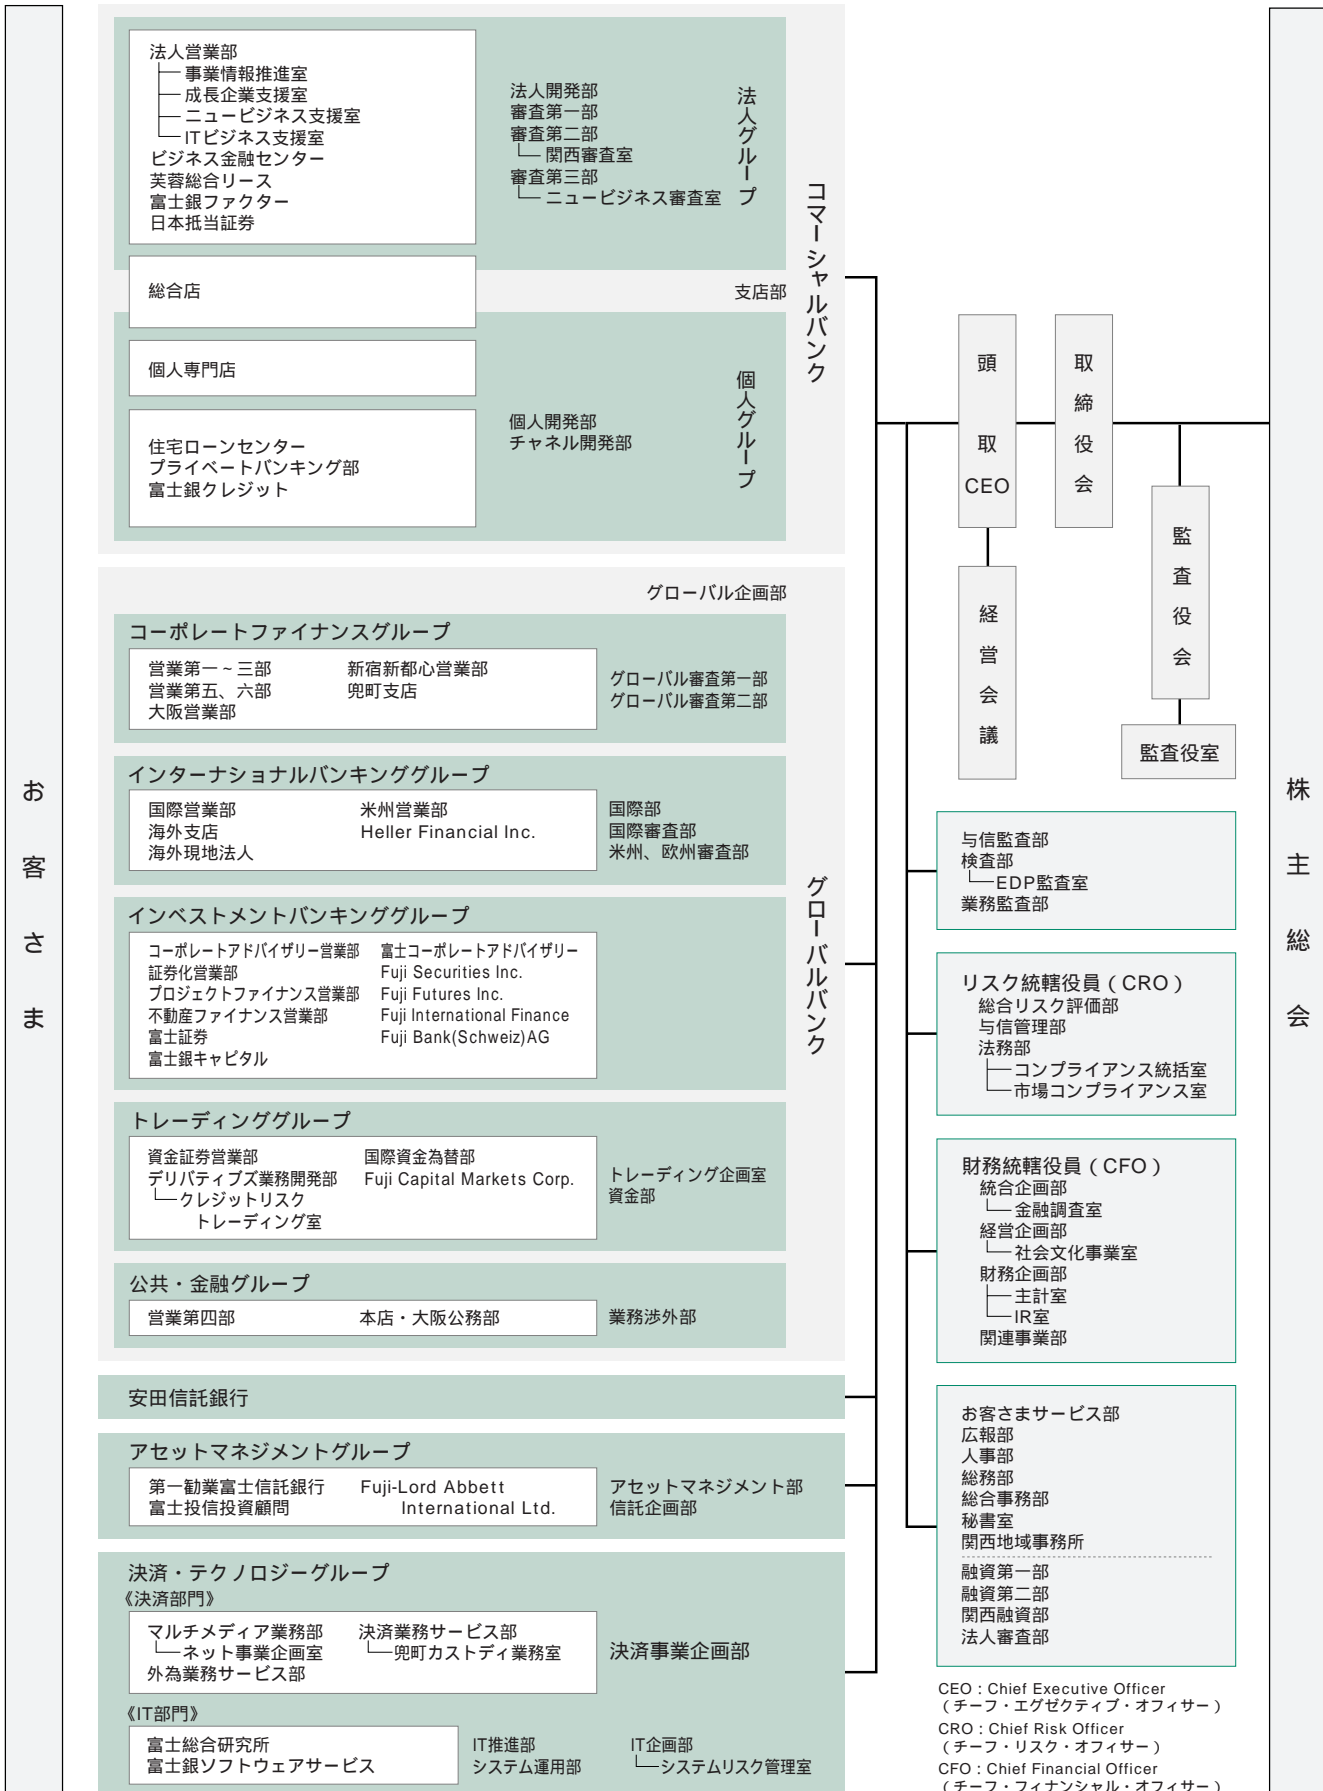 お客さま
法人営業部
事業情報推進室
成長企業支援室
ニュービジネス支援室
ITビジネス支援室
ビジネス金融センター
芙蓉総合リース
富士銀ファクター
日本抵当証券
法人開発部
審査第一部
審査第二部
関西審査室
審査第三部
ニュービジネス審査室
法人グループ
総合店
支店部
個人専門店
住宅ローンセンター
プライベートバンキング部
富士銀クレジット
個人開発部
チャネル開発部
個人グループ
コマーシャルバンク
グローバル企画部
コーポレートファイナンスグループ
営業第一～三部
営業第五、六部
大阪営業部
新宿新都心営業部
兜町支店
グローバル審査第一部
グローバル審査第二部
インターナショナルバンキンググループ
国際営業部
海外支店
海外現地法人
米州営業部
Heller Financial Inc.
国際部
国際審査部
米州、欧州審査部
インベストメントバンキンググループ
コーポレートアドバイザリー営業部
証券化営業部
プロジェクトファイナンス営業部
不動産ファイナンス営業部
富士証券
富士銀キャピタル
富士コーポレートアドバイザリー
Fuji Securities Inc.
Fuji Futures Inc.
Fuji International Finance
Fuji Bank(Schweiz)AG
トレーディンググループ
資金証券営業部
デリバティブズ業務開発部
クレジットリスク
トレーディング室
国際資金為替部
Fuji Capital Markets Corp.
トレーディング企画室
資金部
公共・金融グループ
営業第四部
本店・大阪公務部
業務渉外部
グローバルバンク
安田信託銀行
アセットマネジメントグループ
第一勧業富士信託銀行
富士投信投資顧問
Fuji-Lord Abbett
International Ltd.
アセットマネジメント部
信託企画部
決済・テクノロジーグループ
《決済部門》
マルチメディア業務部
ネット事業企画室
外為業務サービス部
決済業務サービス部
兜町カストディ業務室
決済事業企画部
《IT部門》
富士総合研究所
富士銀ソフトウェアサービス
IT推進部
システム運用部
IT企画部
システムリスク管理室
頭取CEO
取締役会
経営会議
監査役会
監査役室
与信監査部
検査部
EDP監査室
業務監査部
リスク統轄役員（CRO）
総合リスク評価部
与信管理部
法務部
コンプライアンス統括室
市場コンプライアンス室
財務統轄役員（CFO）
統合企画部
金融調査室
経営企画部
社会文化事業室
財務企画部
主計室
IR室
関連事業部
お客さまサービス部
広報部
人事部
総務部
総合事務部
秘書室
関西地域事務所
融資第一部
融資第二部
関西融資部
法人審査部
CEO：Chief Executive Officer
（チーフ・エグゼクティブ・オフィサー）
CRO：Chief Risk Officer
（チーフ・リスク・オフィサー）
CFO：Chief Financial Officer
（チーフ・フィナンシャル・オフィサー）
株主総会